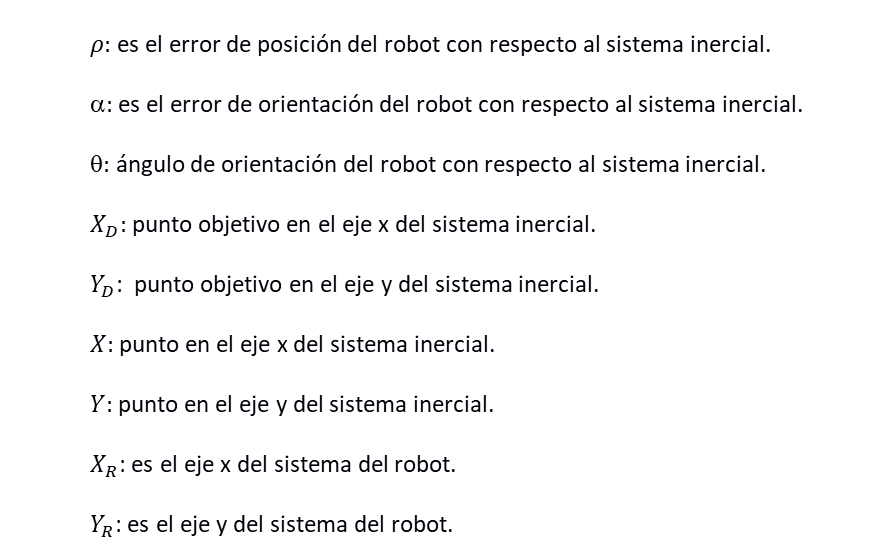 ρ: es el error de posición del robot con respecto al sistema inercial.
α: es el error de orientación del robot con respecto al sistema inercial.
θ: ángulo de orientación del robot con respecto al sistema inercial.
X_D: punto objetivo en el eje x del sistema inercial.
Y_D: punto objetivo en el eje y del sistema inercial.
X: punto en el eje x del sistema inercial.
Y: punto en el eje y del sistema inercial.
X_R: es el eje x del sistema del robot.
Y_R: es el eje y del sistema del robot.